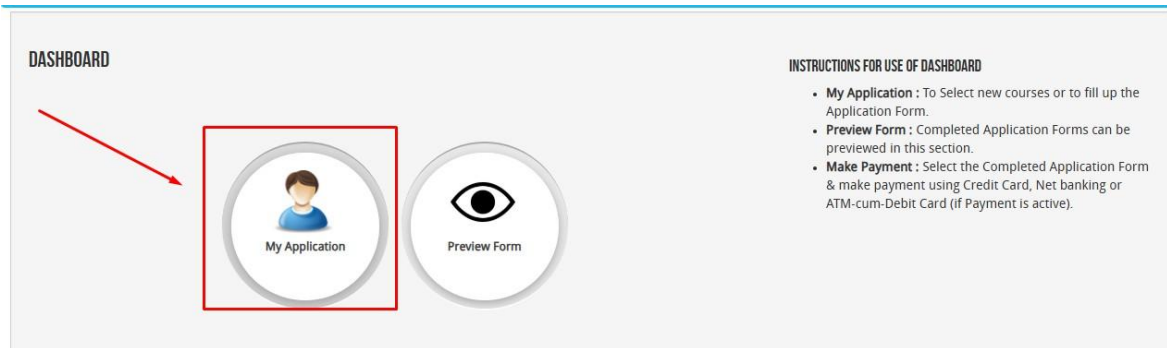 DASHBOARD
My Application
Preview Form
INSTRUCTIONS FOR USE OF DASHBOARD
• My Application : To Select new courses or to fill up the
Application Form.
• Preview Form : Completed Application Forms can be
previewed in this section.
• Make Payment : Select the Completed Application Form
& make payment using Credit Card, Net banking or
ATM-cum-Debit Card (if Payment is active).